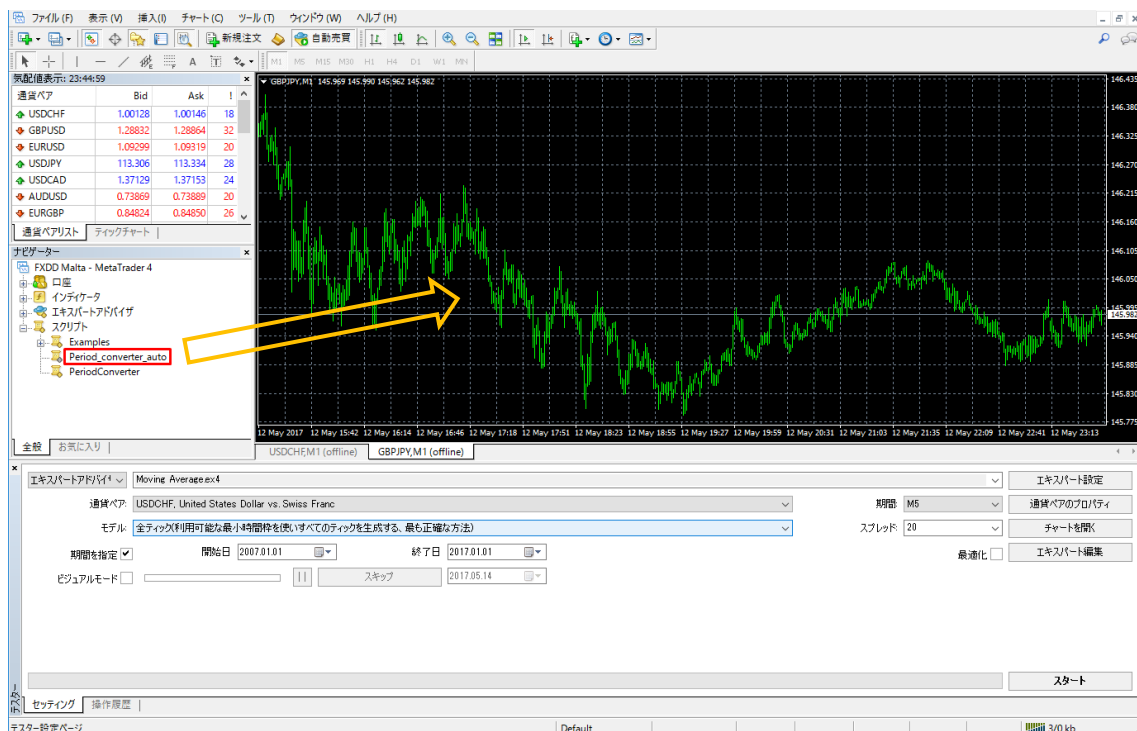 ファイル(F) 表示(V) 挿入(I) チャート(C) ツール(T) ウィンドウ(W) ヘルプ(H)
新規注文 自動売買
A T M1 M5 M15 M30 H1 H4 D1 W1 MN
気配値表示: 23:44:59
通貨ペア Bid Ask !
USDCHF 1.00128 1.00146 18
GBPUSD 1.28832 1.28864 32
EURUSD 1.09299 1.09319 20
USDJPY 113.306 113.334 28
USDCAD 1.37129 1.37153 24
AUDUSD 0.73869 0.73889 20
EURGBP 0.84824 0.84850 26
通貨ペアリスト ティックチャート
ナビゲーター
FXDD Malta - MetaTrader 4
口座
インディケータ
エキスパートアドバイザ
スクリプト
Examples
Period_converter_auto
PeriodConverter
全般 お気に入り
GBPJPY,M1 145.969 145.990 145.962 145.982
146.435
146.380
146.325
146.270
146.215
146.160
146.105
146.050
145.995
145.982
145.940
145.885
145.830
145.775
12 May 2017 12 May 15:42 12 May 16:14 12 May 16:46 12 May 17:18 12 May 17:51 12 May 18:23 12 May 18:55 12 May 19:27 12 May 19:59 12 May 20:31 12 May 21:03 12 May 21:35 12 May 22:09 12 May 22:41 12 May 23:13
USDCHF,M1 (offline) GBPJPY,M1 (offline)
エキスパートアドバイザ Moving Average.ex4 エキスパート設定
通貨ペア: USDCHF, United States Dollar vs. Swiss Franc 期間: M5 通貨ペアのプロパティ
モデル: 全ティック(利用可能な最小時間枠を使いすべてのティックを生成する、最も正確な方法) スプレッド: 20 チャートを開く
期間を指定 開始日 2007.01.01 終了日 2017.01.01 最適化 エキスパート編集
ビジュアルモード スキップ 2017.05.14
スタート
テスター
セッティング 操作履歴
テスター設定ページ Default 3/0 kb